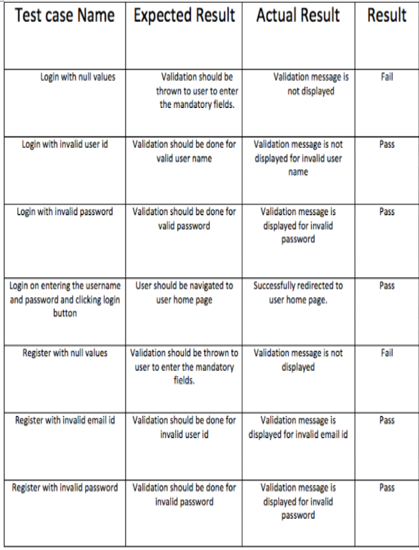 Test case Name Expected Result Actual Result Result
Login with null values
Validation should be
thrown to user to enter
the mandatory fields.
Validation message is
not displayed
Fail
Login with invalid user id
Validation should be done for
valid user name
Validation message is not
displayed for invalid user
name
Pass
Login with invalid password
Validation should be done for
valid password
Validation message is
displayed for invalid
password
Pass
Login on entering the username
and password and clicking login
button
User should be navigated to
user home page
Successfully redirected to
user home page.
Pass
Register with null values
Validation should be thrown to
user to enter the mandatory
fields.
Validation message is not
displayed
Fail
Register with invalid email id
Validation should be done for
invalid user id
Validation message is
displayed for invalid email id
Pass
Register with invalid password
Validation should be done for
invalid password
Validation message is
displayed for invalid
password
Pass